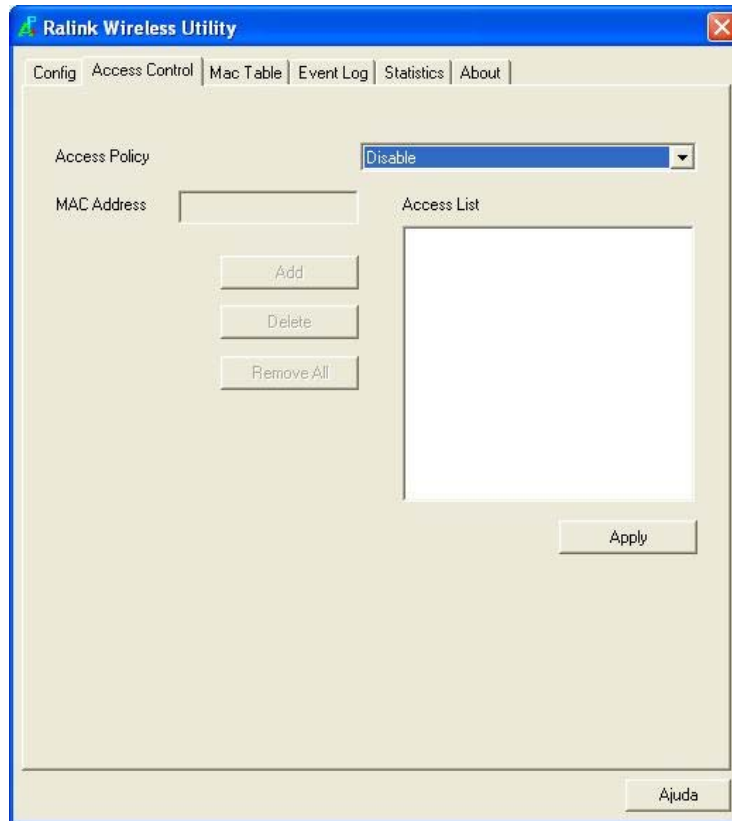 Ralink Wireless Utility
Config Access Control Mac Table Event Log Statistics About
Access Policy Disable
MAC Address Access List
Add
Delete
Remove All
Apply
Ajuda